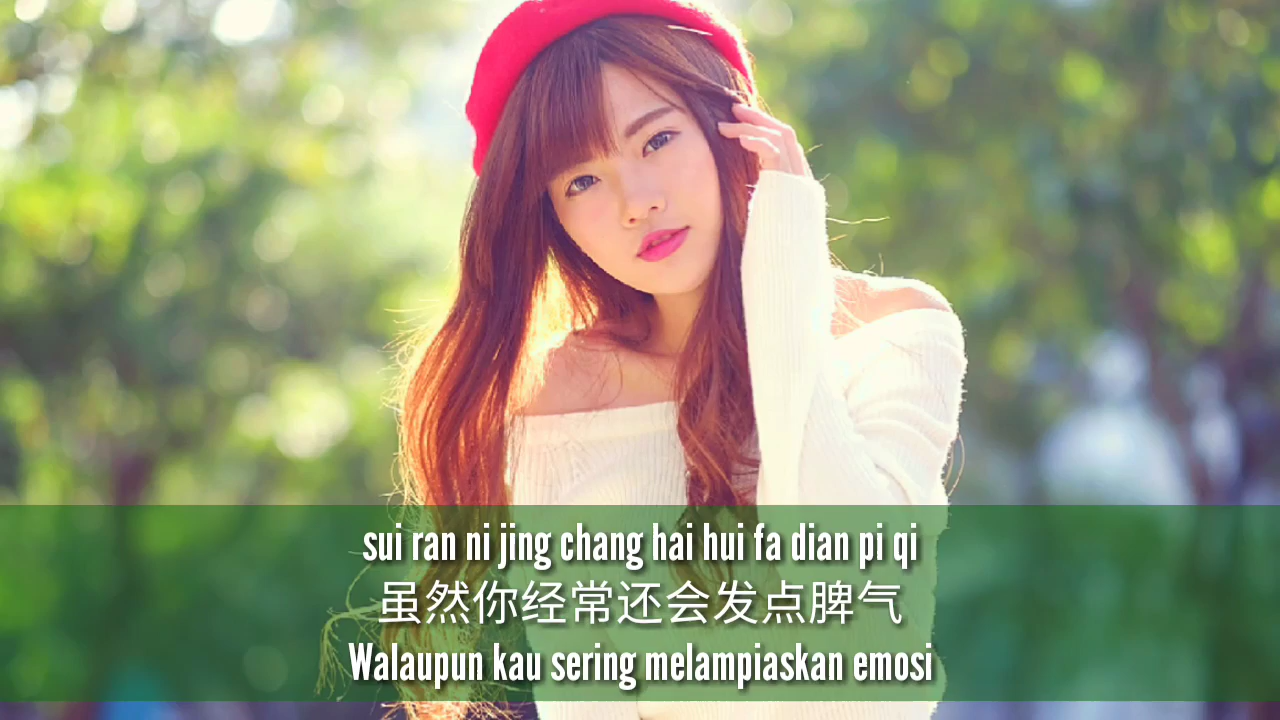 sui ran ni jing chang hai hui fa dian pi qi
虽然你经常还会发点脾气
Walaupun kau sering melampiaskan emosi